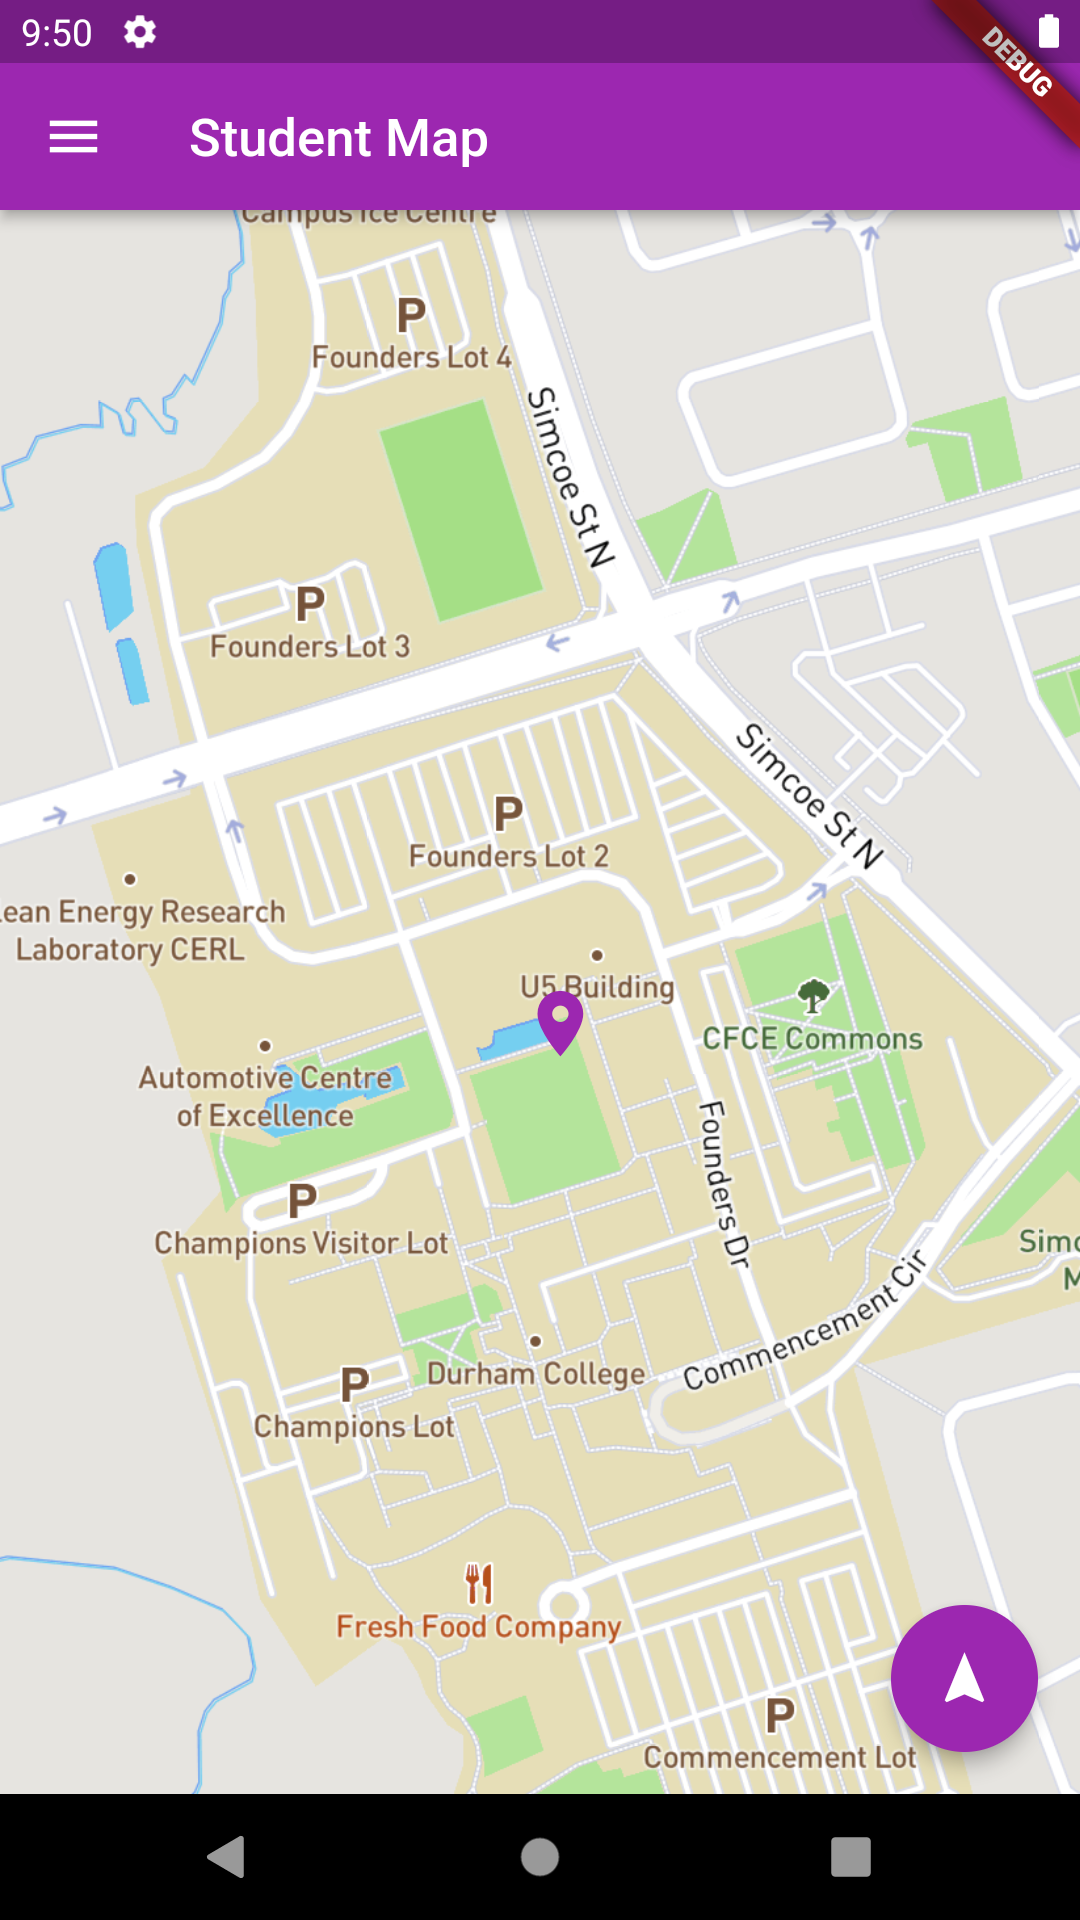 9:50
DEBUG
Student Map
Campus Ice Centre
P
Founders Lot 4
Simcoe St N
P
Founders Lot 3
Simcoe St N
P
Founders Lot 2
lean Energy Research
Laboratory CERL
U5 Building
CFCE Commons
Automotive Centre
of Excellence
Founders Dr
P
Champions Visitor Lot
Simc
M
Commencement Cir
Durham College
P
Champions Lot
Fresh Food Company
P
Commencement Lot